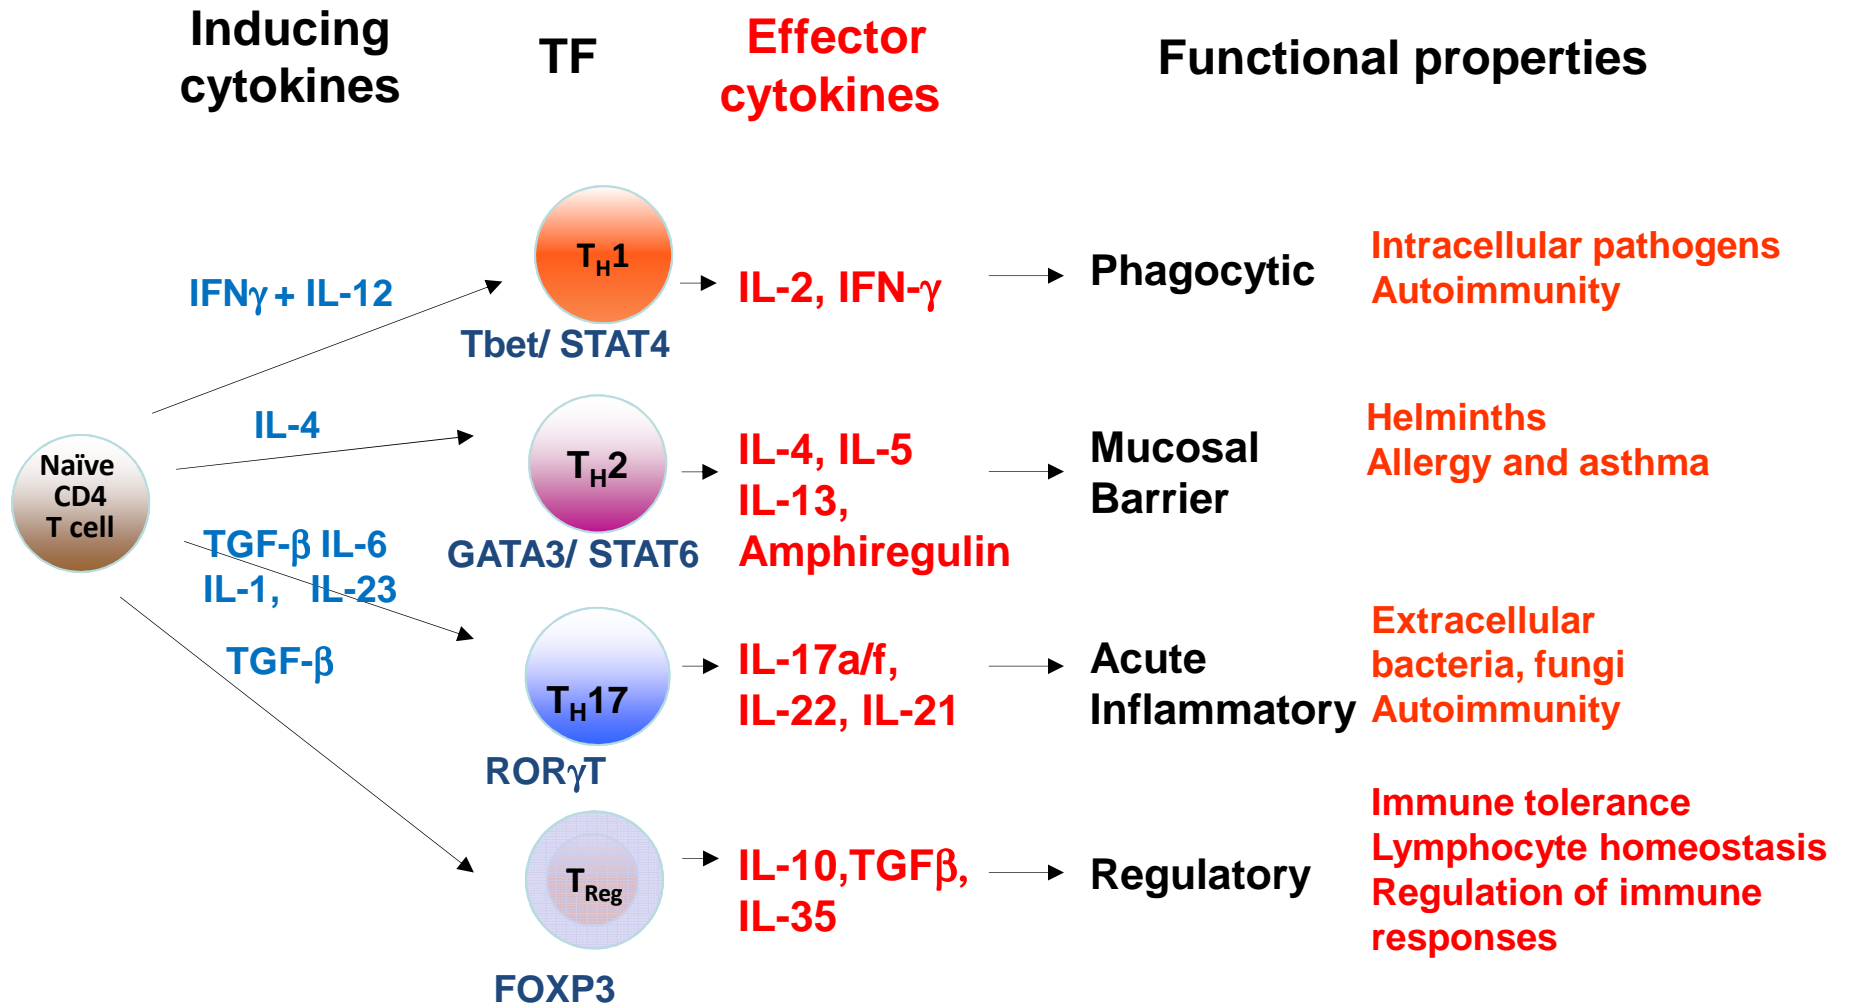 Inducing
cytokines
TF
Effector
cytokines
Functional properties
Naïve
CD4
T cell
IFNγ + IL-12
TH1
Tbet/ STAT4
IL-2, IFN-γ
Phagocytic
Intracellular pathogens
Autoimmunity
IL-4
TH2
GATA3/ STAT6
IL-4, IL-5
IL-13,
Amphiregulin
Mucosal
Barrier
Helminths
Allergy and asthma
TGF-β IL-6
IL-1, IL-23
TH17
RORγT
IL-17a/f,
IL-22, IL-21
Acute
Inflammatory
Extracellular
bacteria, fungi
Autoimmunity
TGF-β
TReg
FOXP3
IL-10,TGFβ,
IL-35
Regulatory
Immune tolerance
Lymphocyte homeostasis
Regulation of immune
responses